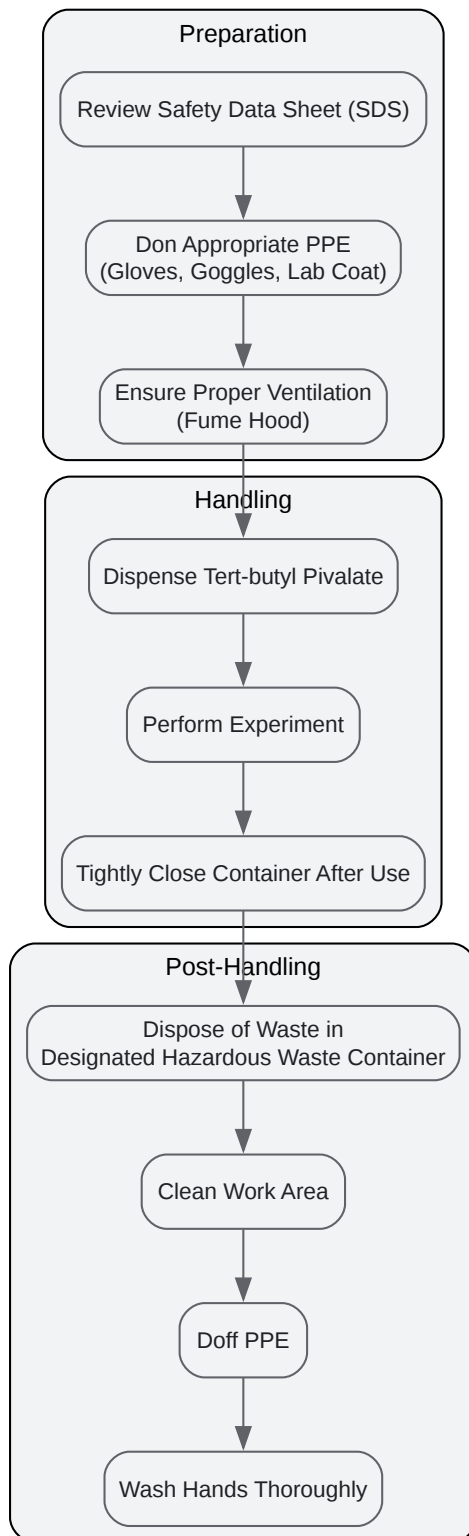 Preparation
Review Safety Data Sheet (SDS)
Don Appropriate PPE
(Gloves, Goggles, Lab Coat)
Ensure Proper Ventilation
(Fume Hood)
Handling
Dispense Tert-butyl Pivalate
Perform Experiment
Tightly Close Container After Use
Post-Handling
Dispose of Waste in
Designated Hazardous Waste Container
Clean Work Area
Doff PPE
Wash Hands Thoroughly